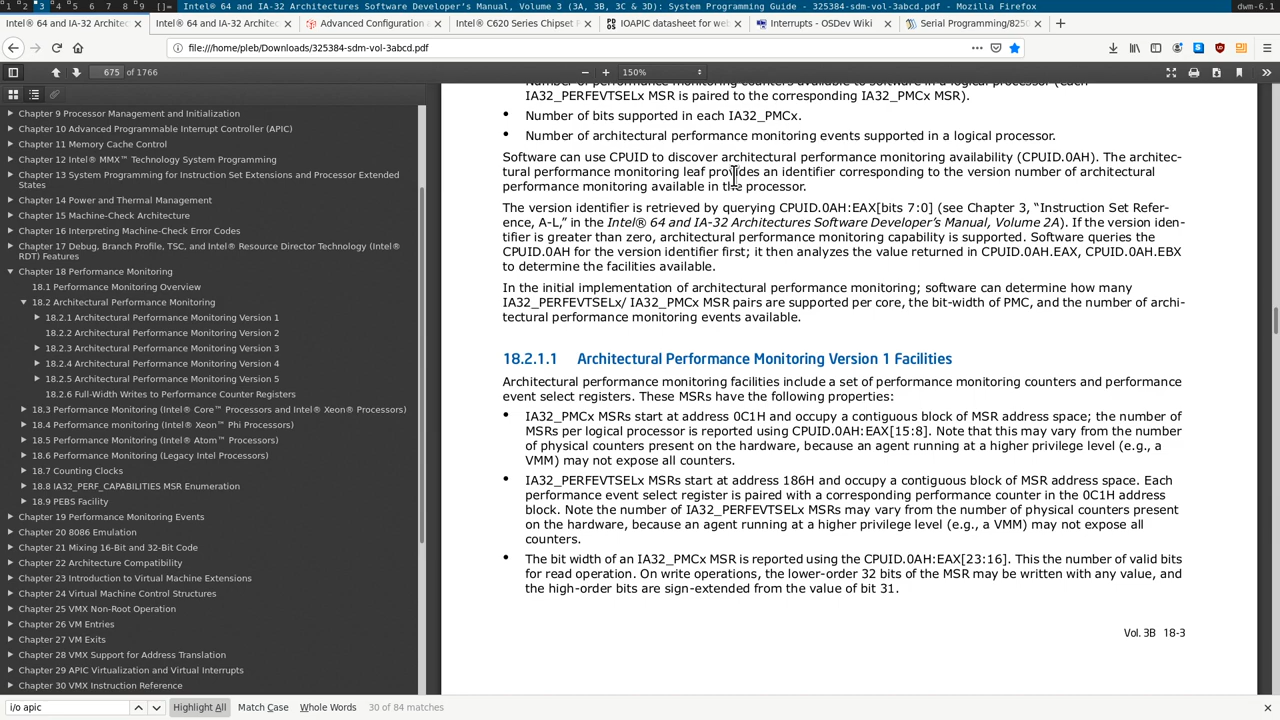 1 2 3 4 5 6 7 8 9 []= Intel® 64 and IA-32 Architectures Software Developer's Manual, Volume 3 (3A, 3B, 3C & 3D): System Programming Guide - 325384-sdm-vol-3abcd.pdf - Mozilla Firefox dwm-6.1
Intel® 64 and IA-32 Architec × Intel® 64 and IA-32 Architec × Advanced Configuration a × Intel® C620 Series Chipset P × IOAPIC datasheet for we × Interrupts - OSDev Wiki × Serial Programming/825 ×
file:///home/pleb/Downloads/325384-sdm-vol-3abcd.pdf
675 of 1766 150%
Chapter 9 Processor Management and Initialization
Chapter 10 Advanced Programmable Interrupt Controller (APIC)
Chapter 11 Memory Cache Control
Chapter 12 Intel® MMX™ Technology System Programming
Chapter 13 System Programming for Instruction Set Extensions and Processor Extended
States
Chapter 14 Power and Thermal Management
Chapter 15 Machine-Check Architecture
Chapter 16 Interpreting Machine-Check Error Codes
Chapter 17 Debug, Branch Profile, TSC, and Intel® Resource Director Technology (Intel®
RDT) Features
Chapter 18 Performance Monitoring
18.1 Performance Monitoring Overview
18.2 Architectural Performance Monitoring
18.2.1 Architectural Performance Monitoring Version 1
18.2.2 Architectural Performance Monitoring Version 2
18.2.3 Architectural Performance Monitoring Version 3
18.2.4 Architectural Performance Monitoring Version 4
18.2.5 Architectural Performance Monitoring Version 5
18.2.6 Full-Width Writes to Performance Counter Registers
18.3 Performance Monitoring (Intel® Core™ Processors and Intel® Xeon® Processors)
18.4 Performance monitoring (Intel® Xeon™ Phi Processors)
18.5 Performance Monitoring (Intel® Atom™ Processors)
18.6 Performance Monitoring (Legacy Intel Processors)
18.7 Counting Clocks
18.8 IA32_PERF_CAPABILITIES MSR Enumeration
18.9 PEBS Facility
Chapter 19 Performance Monitoring Events
Chapter 20 8086 Emulation
Chapter 21 Mixing 16-Bit and 32-Bit Code
Chapter 22 Architecture Compatibility
Chapter 23 Introduction to Virtual Machine Extensions
Chapter 24 Virtual Machine Control Structures
Chapter 25 VMX Non-Root Operation
Chapter 26 VM Entries
Chapter 27 VM Exits
Chapter 28 VMX Support for Address Translation
Chapter 29 APIC Virtualization and Virtual Interrupts
Chapter 30 VMX Instruction Reference
Number of performance monitoring counters available to software in a logical processor (each
IA32_PERFEVTSELx MSR is paired to the corresponding IA32_PMCx MSR).
• Number of bits supported in each IA32_PMCx.
• Number of architectural performance monitoring events supported in a logical processor.
Software can use CPUID to discover architectural performance monitoring availability (CPUID.0AH). The architec-
tural performance monitoring leaf provides an identifier corresponding to the version number of architectural
performance monitoring available in the processor.
The version identifier is retrieved by querying CPUID.0AH:EAX[bits 7:0] (see Chapter 3, “Instruction Set Refer-
ence, A-L,” in the Intel® 64 and IA-32 Architectures Software Developer’s Manual, Volume 2A). If the version iden-
tifier is greater than zero, architectural performance monitoring capability is supported. Software queries the
CPUID.0AH for the version identifier first; it then analyzes the value returned in CPUID.0AH.EAX, CPUID.0AH.EBX
to determine the facilities available.
In the initial implementation of architectural performance monitoring; software can determine how many
IA32_PERFEVTSELx/ IA32_PMCx MSR pairs are supported per core, the bit-width of PMC, and the number of archi-
tectural performance monitoring events available.
18.2.1.1 Architectural Performance Monitoring Version 1 Facilities
Architectural performance monitoring facilities include a set of performance monitoring counters and performance
event select registers. These MSRs have the following properties:
• IA32_PMCx MSRs start at address 0C1H and occupy a contiguous block of MSR address space; the number of
MSRs per logical processor is reported using CPUID.0AH:EAX[15:8]. Note that this may vary from the number
of physical counters present on the hardware, because an agent running at a higher privilege level (e.g., a
VMM) may not expose all counters.
• IA32_PERFEVTSELx MSRs start at address 186H and occupy a contiguous block of MSR address space. Each
performance event select register is paired with a corresponding performance counter in the 0C1H address
block. Note the number of IA32_PERFEVTSELx MSRs may vary from the number of physical counters present
on the hardware, because an agent running at a higher privilege level (e.g., a VMM) may not expose all
counters.
• The bit width of an IA32_PMCx MSR is reported using the CPUID.0AH:EAX[23:16]. This the number of valid bits
for read operation. On write operations, the lower-order 32 bits of the MSR may be written with any value, and
the high-order bits are sign-extended from the value of bit 31.
Vol. 3B 18-3
i/o apic Highlight All Match Case Whole Words 30 of 84 matches